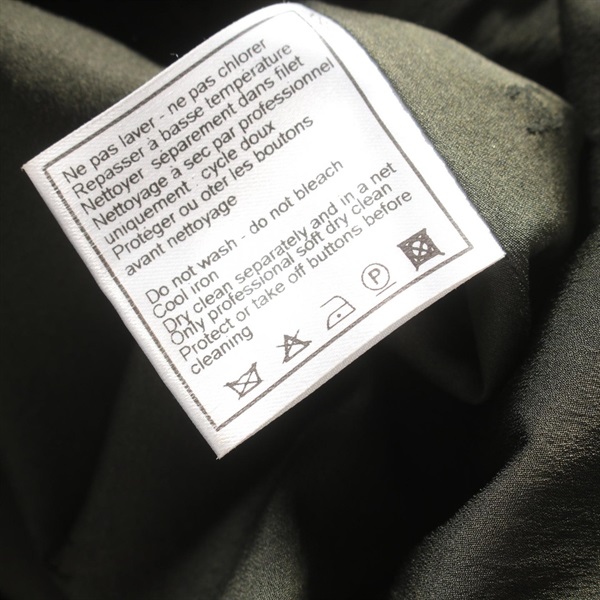 Ne pas laver - ne pas chlorer
Repasser à basse température
Nettoyer séparement dans filet
Nettoyage à sec par professionnel
uniquement : cycle doux
Protéger ou ôter les boutons
avant nettoyage
Do not wash - do not bleach
Cool iron
Dry clean separately and in a net
Only professional soft dry clean
Protect or take off buttons before
cleaning
P